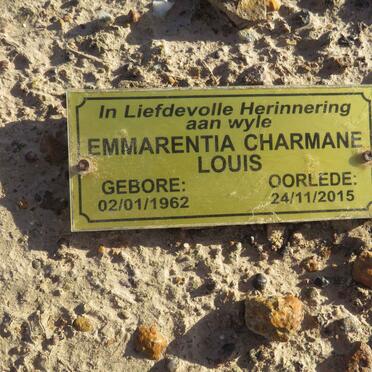 In Liefdevolle Herinnering
aan wyle
EMMARENTIA CHARMANE
LOUIS
GEBORE: OORLEDE:
02/01/1962 24/11/2015